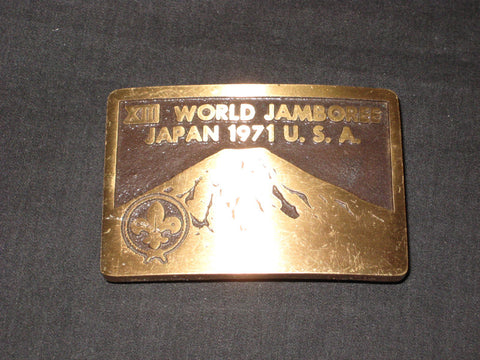 XIII WORLD JAMBOREE
JAPAN 1971 U. S. A.